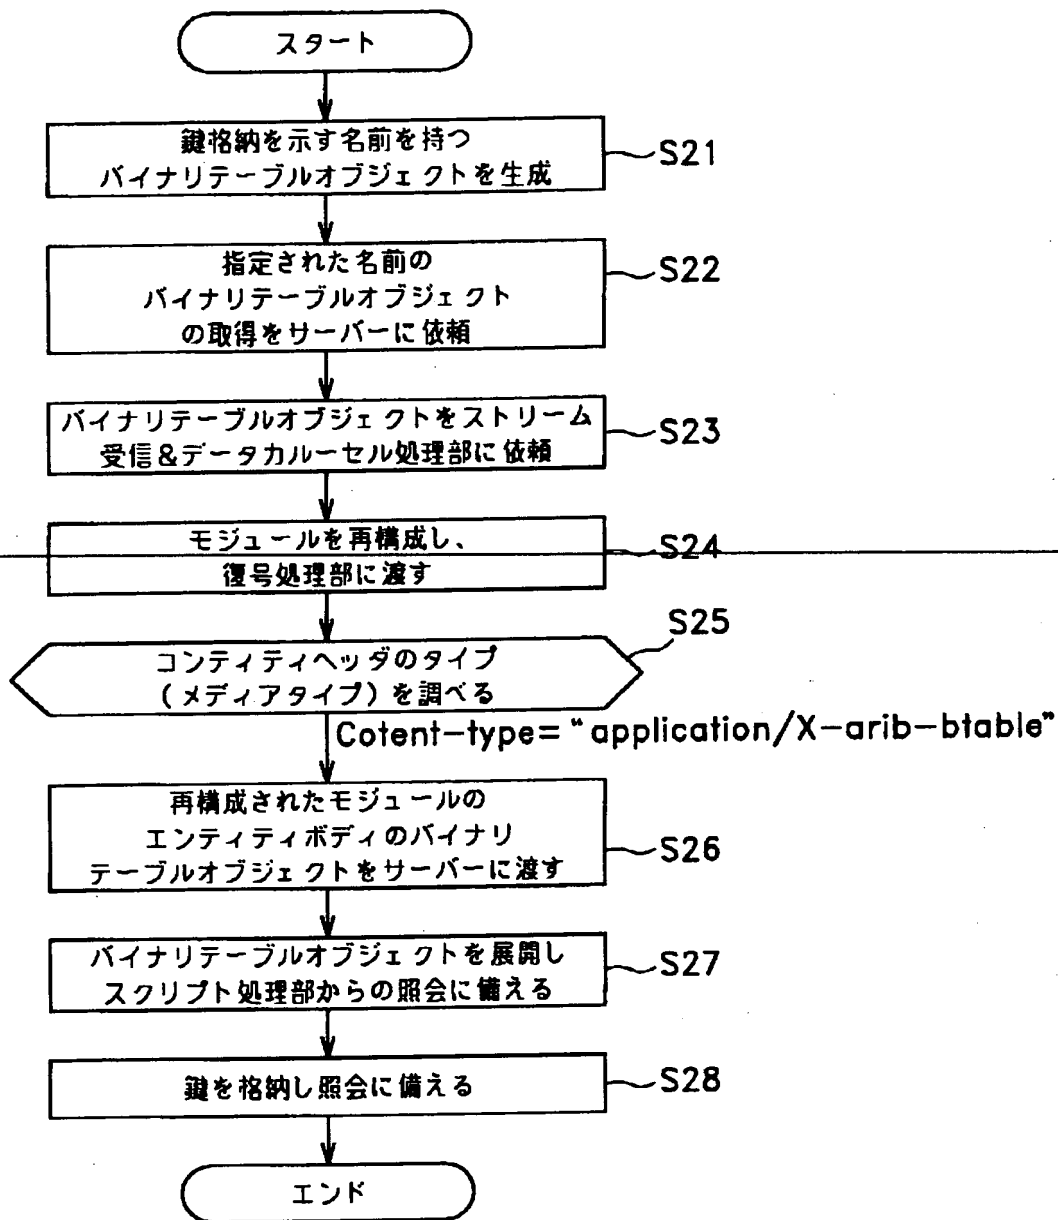 スタート
鍵格納を示す名前を持つ
バイナリテーブルオブジェクトを生成
S21
指定された名前の
バイナリテーブルオブジェクト
の取得をサーバーに依頼
S22
バイナリテーブルオブジェクトをストリーム
受信&データカルーセル処理部に依頼
S23
モジュールを再構成し、
復号処理部に渡す
S24
コンティティヘッダのタイプ
(メディアタイプ)を調べる
S25
Cotent-type=“application/X-arib-btable”
再構成されたモジュールの
エンティティボディのバイナリ
テーブルオブジェクトをサーバーに渡す
S26
バイナリテーブルオブジェクトを展開し
スクリプト処理部からの照会に備える
S27
鍵を格納し照会に備える
S28
エンド